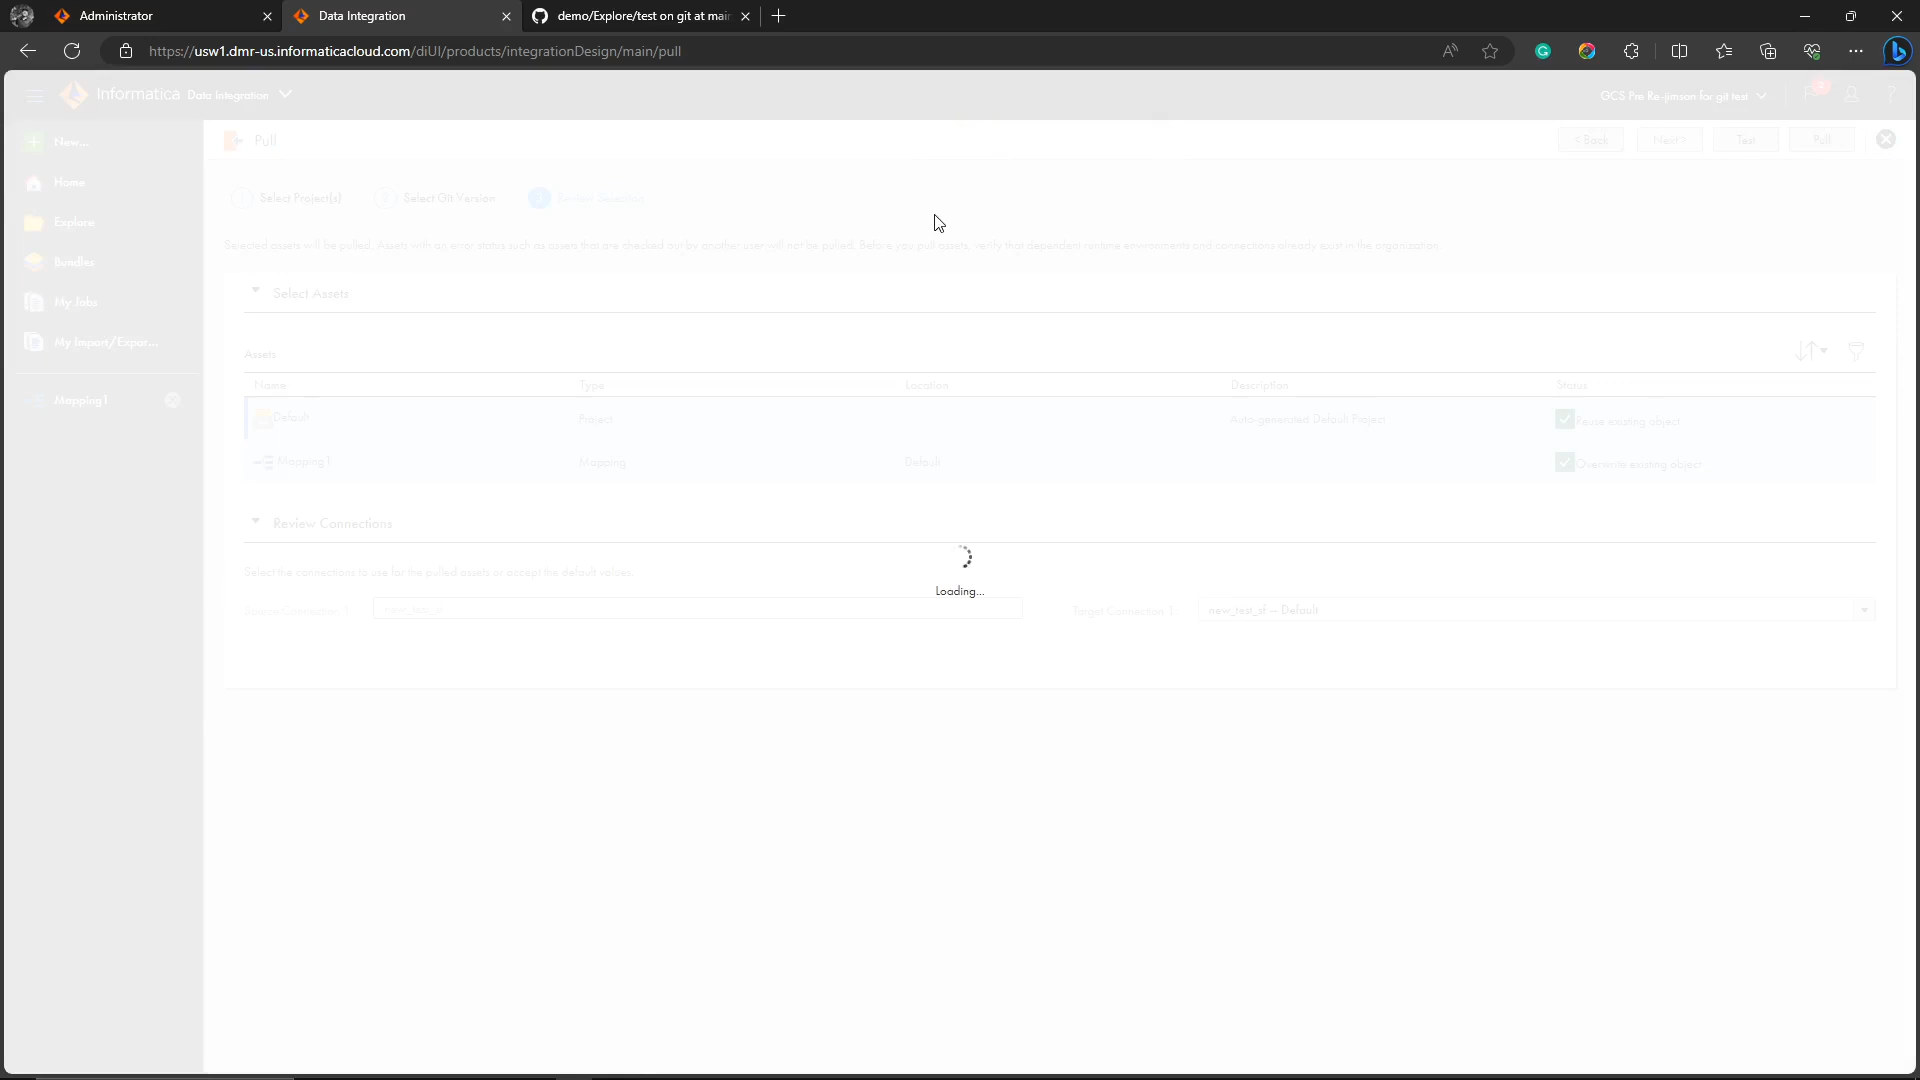 Administrator
Data Integration
demo/Explore/test on git at mai
https://usw1.dmr-us.informaticacloud.com/diUI/products/integrationDesign/main/pull
Informatica Data Integration
GCS Pre Re-jimson for git test
New...
Home
Explore
Bundles
My Jobs
My Import/Expor...
Mapping1
Pull
< Back
Next >
Test
Pull
1 Select Project(s)
2 Select Git Version
3 Review Selections
Selected assets will be pulled. Assets with an error status such as assets that are checked out by another user will not be pulled. Before you pull assets, verify that dependent runtime environments and connections already exist in the organization.
Select Assets
Assets
Name Type Location Description Status
Default Project Auto-generated Default Project Reuse existing object
Mapping1 Mapping Default Overwrite existing object
Review Connections
Select the connections to use for the pulled assets or accept the default values.
Loading...
Source Connection 1 new_test_sf
Target Connection 1: new_test_sf -- Default